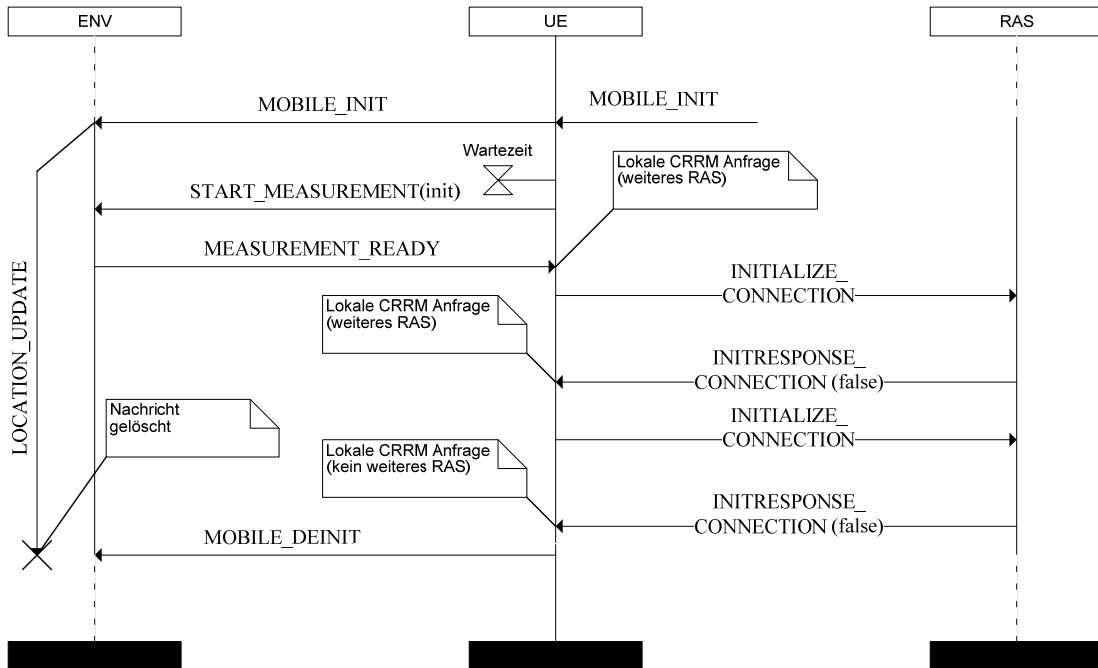 ENV
UE
RAS
MOBILE_INIT
MOBILE_INIT
Wartezeit
Lokale CRRM Anfrage
(weiteres RAS)
START_MEASUREMENT(init)
MEASUREMENT_READY
INITIALIZE_
CONNECTION
LOCATION_UPDATE
Lokale CRRM Anfrage
(weiteres RAS)
INITRESPONSE_
CONNECTION (false)
Nachricht
gelöscht
INITIALIZE_
CONNECTION
Lokale CRRM Anfrage
(kein weiteres RAS)
INITRESPONSE_
CONNECTION (false)
MOBILE_DEINIT